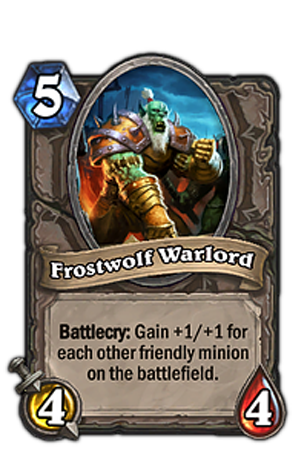 5
Frostwolf Warlord
Battlecry: Gain +1/+1 for
each other friendly minion
on the battlefield.
4 4